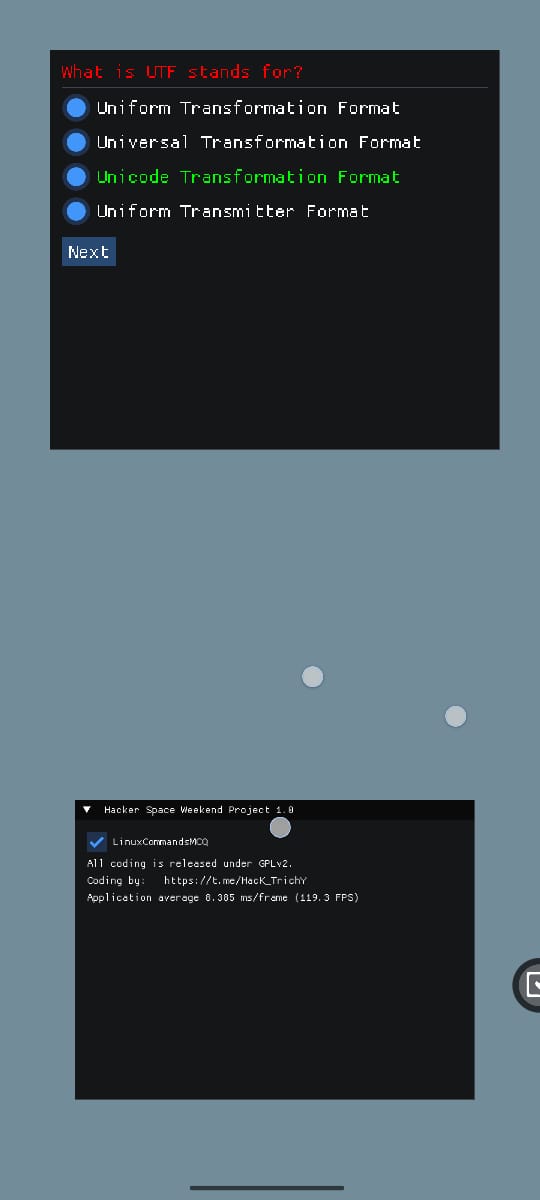 What is UTF stands for?
Uniform Transformation Format
Universal Transformation Format
Unicode Transformation Format
Uniform Transmitter Format
Next
Hacker Space Weekend Project 1.0
LinuxCommandsMCQ
All coding is released under GPLv2.
Coding by: https://t.me/HacK_TrichY
Application average 8.385 ms/frame (119.3 FPS)